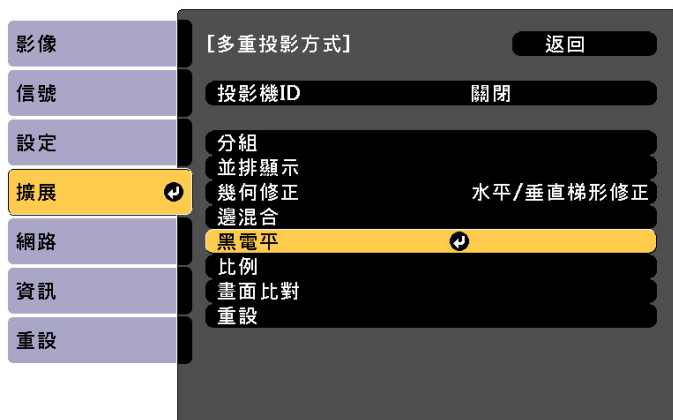 影像
信號
設定
擴展
網路
資訊
重設
[多重投影方式]
返回
投影機ID 關閉
分組
並排顯示
幾何修正 水平/垂直梯形修正
邊混合
黑電平
比例
畫面比對
重設